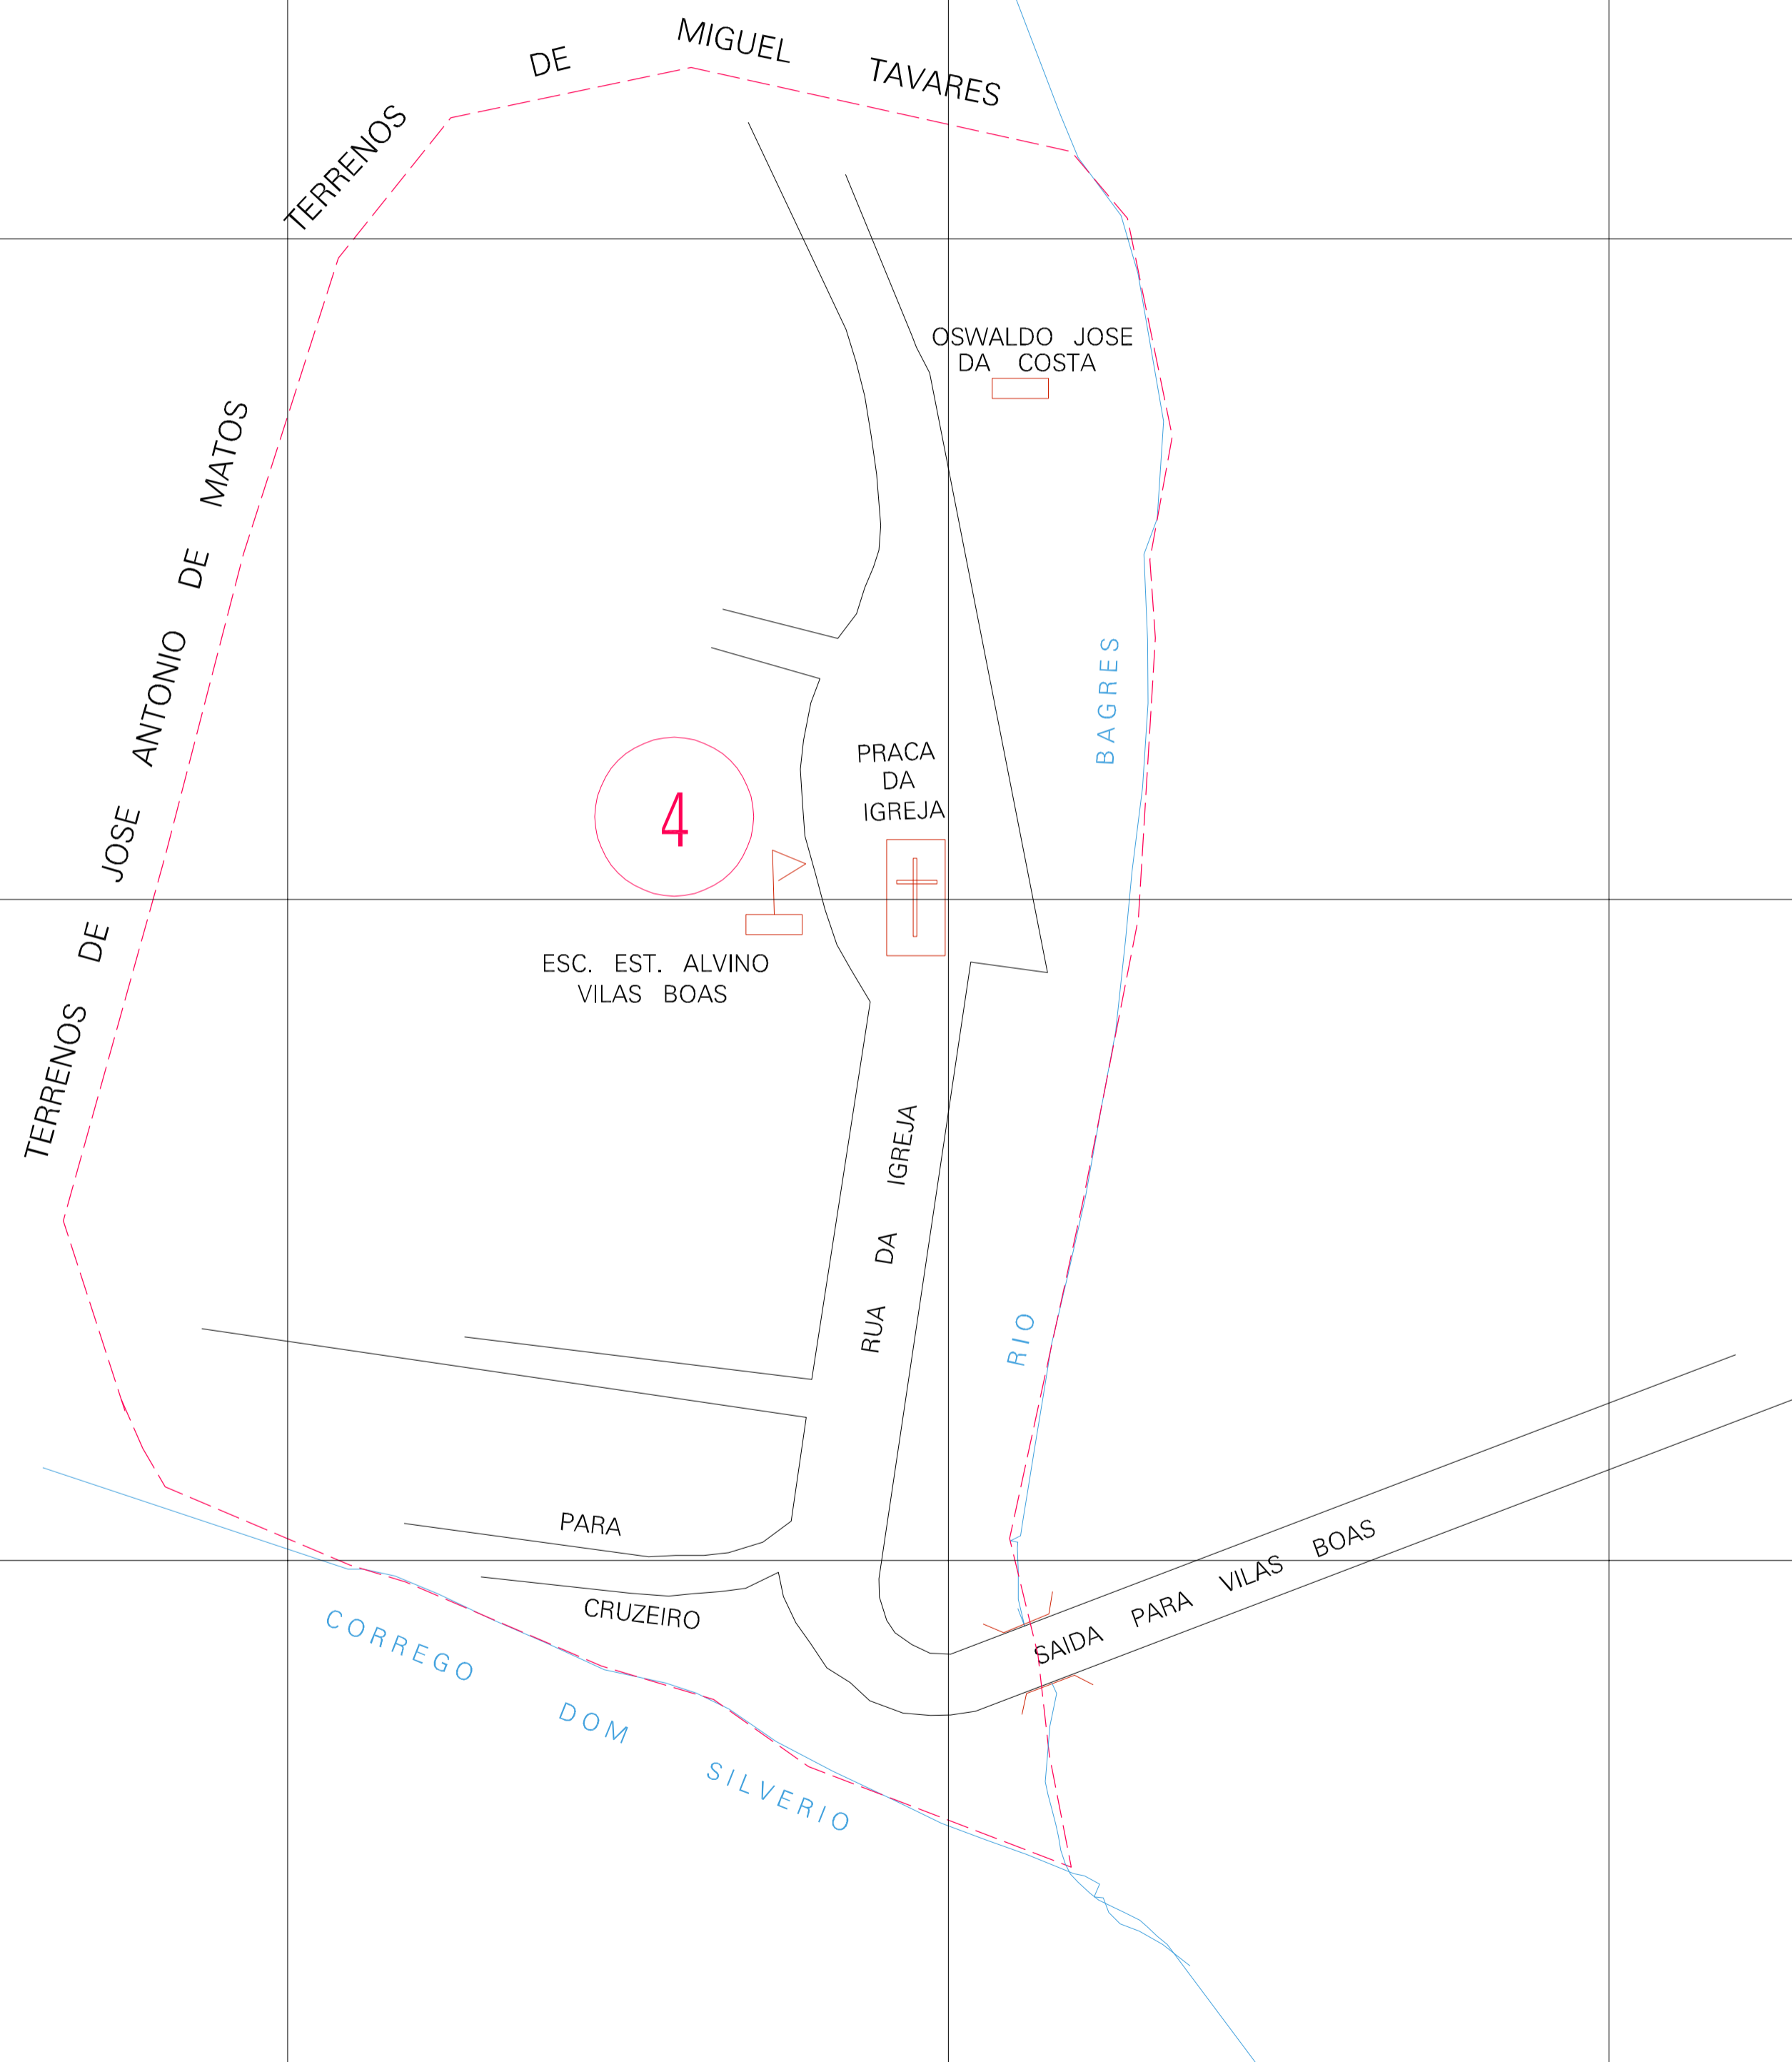 TERRENOS DE MIGUEL TAVARES
TERRENOS DE JOSE ANTONIO DE MATOS
OSWALDO JOSE
DA COSTA
RIO BAGRES
PRACA
DA
IGREJA
4
ESC. EST. ALVINO
VILAS BOAS
RUA DA IGREJA
PARA
CRUZEIRO
SAIDA PARA VILAS BOAS
CORREGO DOM SILVERIO